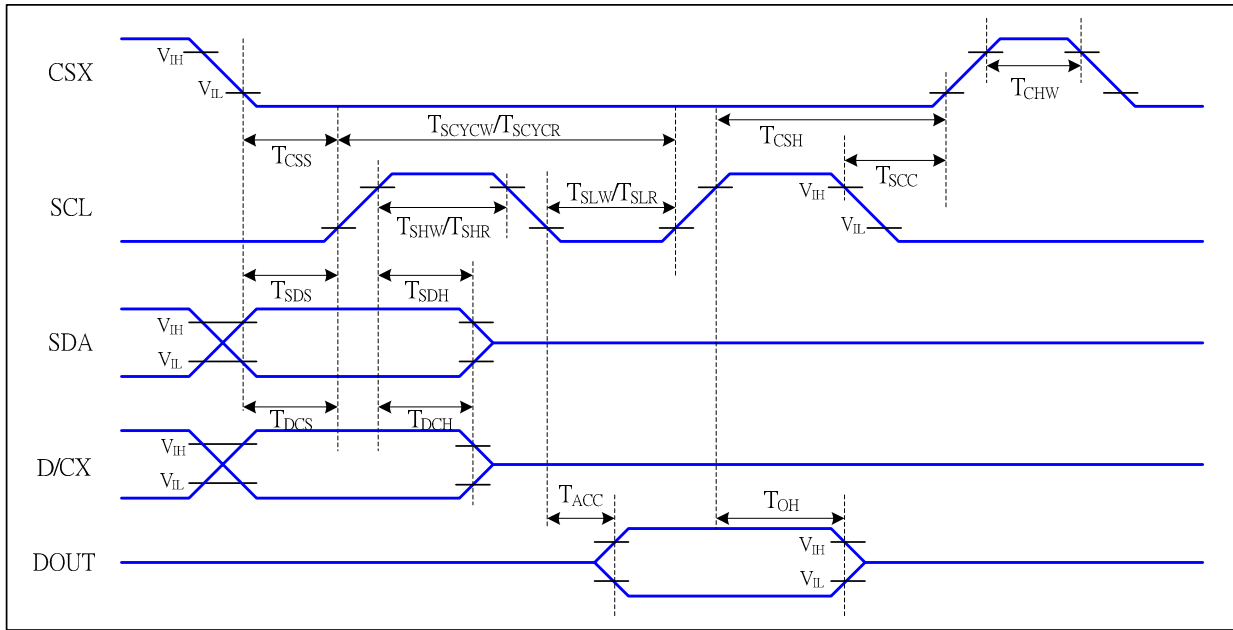 CSX
VIH
VIL
TCHW
TCSS
TSCYCW/TSCYCR
TCSH
TSCC
SCL
TSHW/TSHR
TSLW/TSLR
VIH
VIL
TSDS
TSDH
SDA
VIH
VIL
TDCS
TDCH
D/CX
VIH
VIL
TACC
TOH
DOUT
VIH
VIL